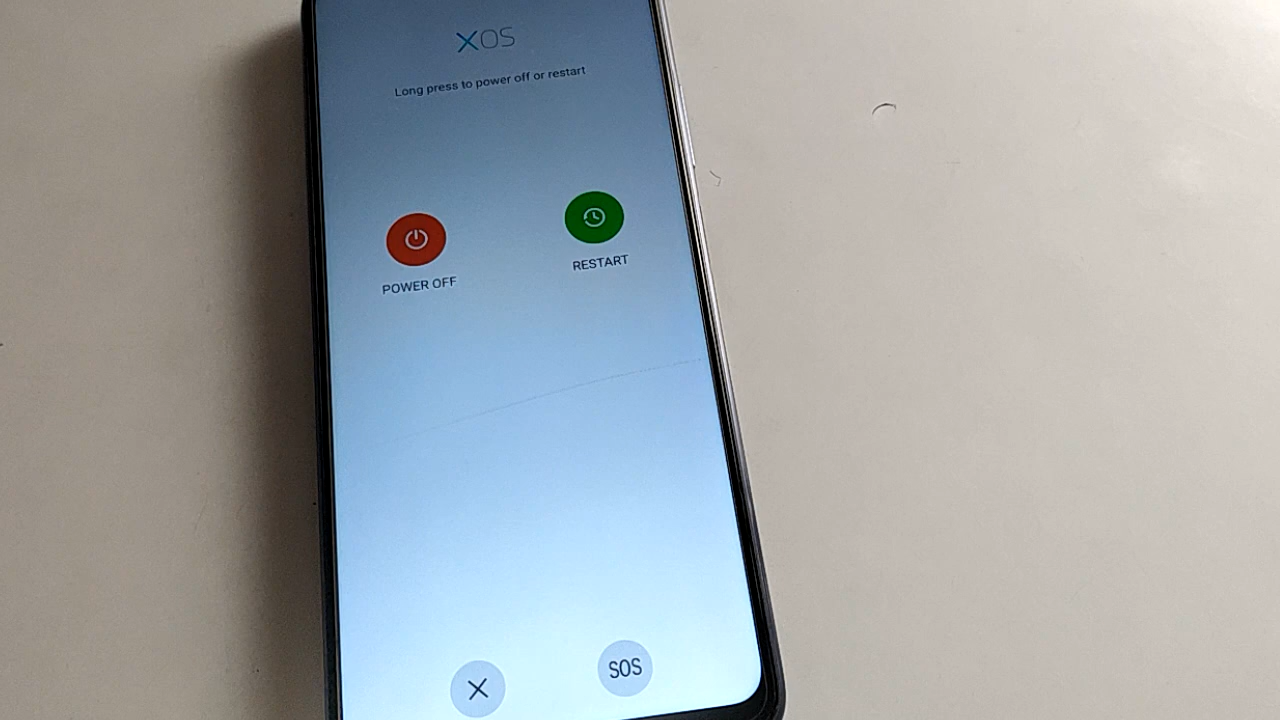 XOS
Long press to power off or restart
POWER OFF
RESTART
SOS